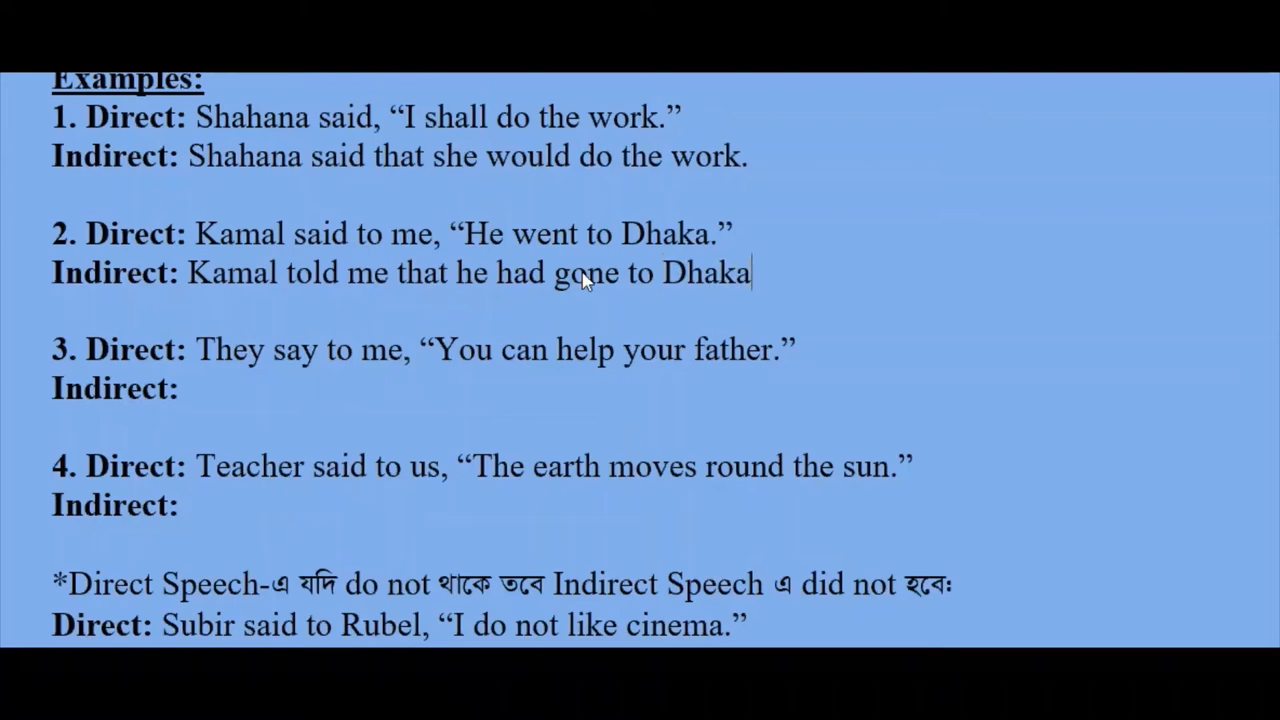 Examples:
1. Direct: Shahana said, “I shall do the work.”
Indirect: Shahana said that she would do the work.
2. Direct: Kamal said to me, “He went to Dhaka.”
Indirect: Kamal told me that he had gone to Dhaka
3. Direct: They say to me, “You can help your father.”
Indirect:
4. Direct: Teacher said to us, “The earth moves round the sun.”
Indirect:
*Direct Speech-এ যদি do not থাকে তবে Indirect Speech এ did not হবেঃ
Direct: Subir said to Rubel, “I do not like cinema.”